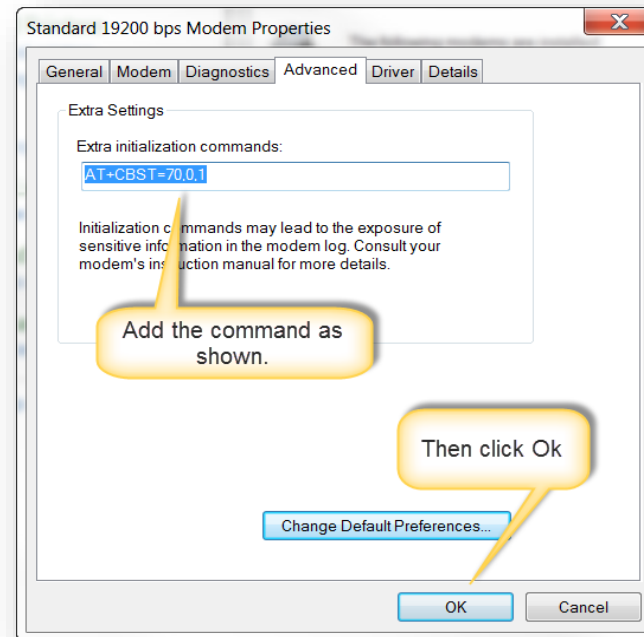 Standard 19200 bps Modem Properties
General Modem Diagnostics Advanced Driver Details
Extra Settings
Extra initialization commands:
AT+CBST=70,0,1
Initialization commands may lead to the exposure of
sensitive information in the modem log. Consult your
modem's instruction manual for more details.
Add the command as
shown.
Then click Ok
Change Default Preferences...
OK Cancel